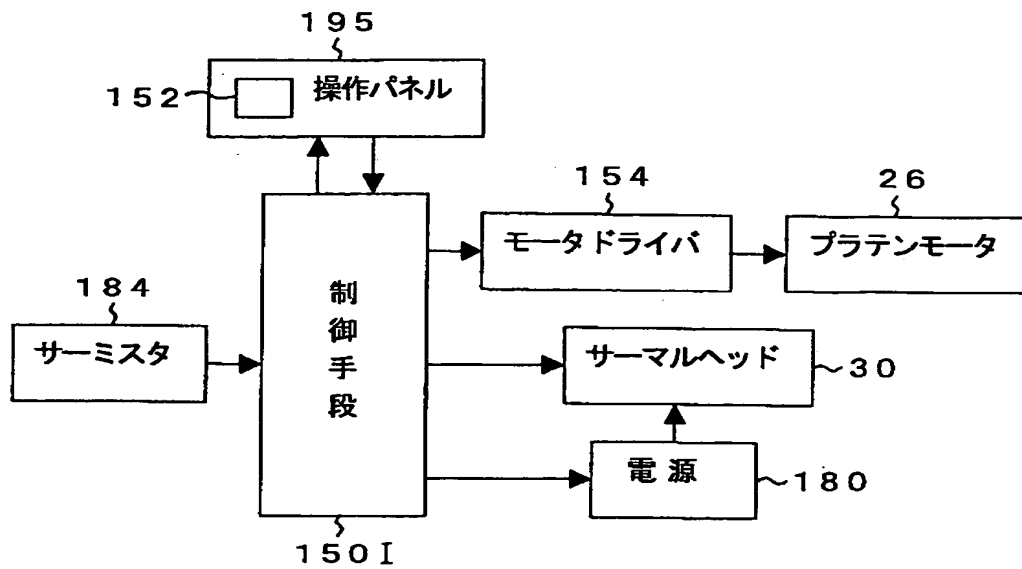 195
152
操作パネル
154
26
モータドライバ
プラテンモータ
184
サーミスタ
制御手段
サーマルヘッド
30
電源
180
150I